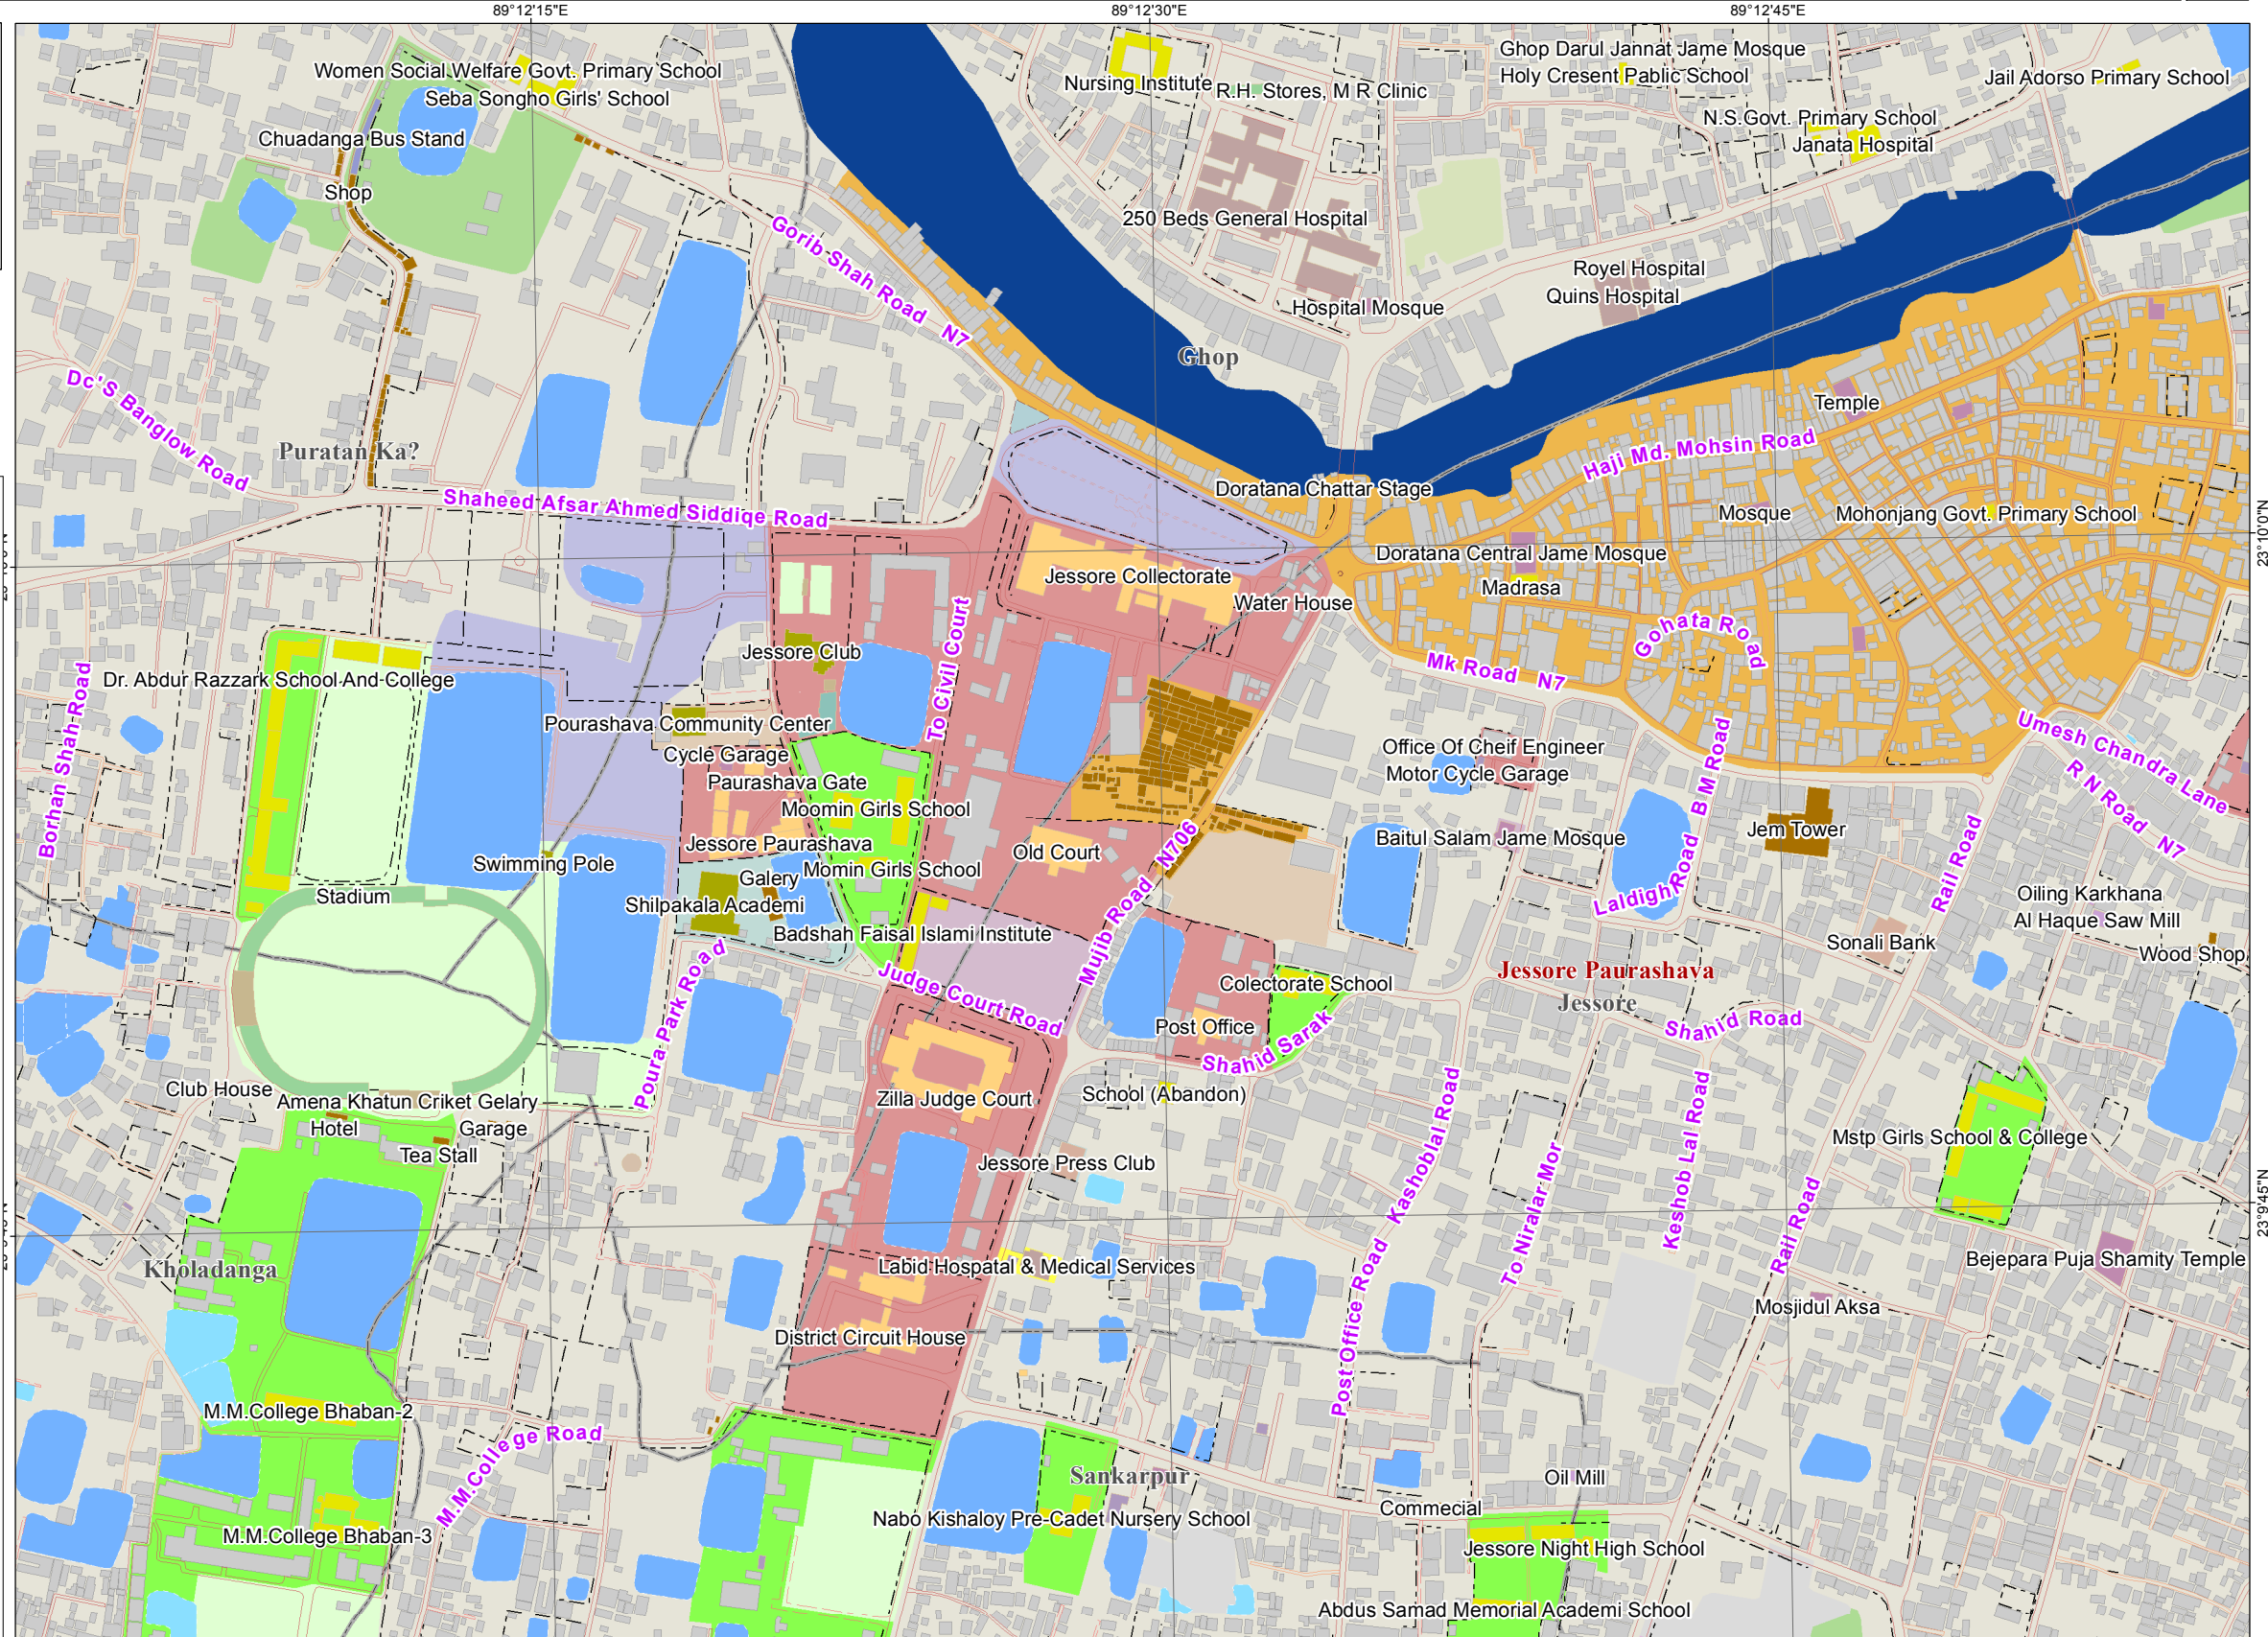 89°12'15"E
89°12'30"E
89°12'45"E
Women Social Welfare Govt. Primary School
Seba Songho Girls' School
Chuadanga Bus Stand
Shop
Nursing Institute
R.H. Stores, M R Clinic
Ghop Darul Jannat Jame Mosque
Holy Cresent Pablic School
Jail Adorso Primary School
N.S.Govt. Primary School
Janata Hospital
250 Beds General Hospital
Gorib Shah Road N7
Royel Hospital
Quins Hospital
Hospital Mosque
Ghop
Dc'S Banglow Road
Puratan Ka?
Temple
Haji Md. Mohsin Road
Shaheed Afsar Ahmed Siddiqe Road
Doratana Chattar Stage
Mosque
Mohonjang Govt. Primary School
23°10'0"N
Doratana Central Jame Mosque
Jessore Collectorate
Madrasa
Water House
To Civil Court
Gohata Road
Jessore Club
Mk Road N7
Dr. Abdur Razzark School And College
Borhan Shah Road
Pourashava Community Center
Cycle Garage
Paurashava Gate
Moomin Girls School
Office Of Cheif Engineer
Motor Cycle Garage
B M Road
Umesh Chandra Lane
R N Road N7
Jessore Paurashava
Old Court
N706
Baitul Salam Jame Mosque
Jem Tower
Rail Road
Swimming Pole
Momin Girls School
Galery
Stadium
Shilpakala Academi
Mujib Road
Laldighi Road
Oiling Karkhana
Al Haque Saw Mill
Badshah Faisal Islami Institute
Sonali Bank
Wood Shop
Judge Court Road
Poura Park Road
Colectorate School
Jessore Paurashava
Jessore
Post Office
Shahid Sarak
Shahid Road
Club House
Amena Khatun Criket Gelary
Hotel
Garage
Tea Stall
Zilla Judge Court
School (Abandon)
Kashoblal Road
Keshob Lal Road
Mstp Girls School & College
Jessore Press Club
To Niralar Mor
Rail Road
23°9'45"N
Kholadanga
Labid Hospatal & Medical Services
Bejepara Puja Shamity Temple
Post Office Road
Mosjidul Aksa
District Circuit House
M.M.College Bhaban-2
M.M.College Road
Sankarpur
Oil Mill
Commecial
Nabo Kishaloy Pre-Cadet Nursery School
M.M.College Bhaban-3
Jessore Night High School
Abdus Samad Memorial Academi School